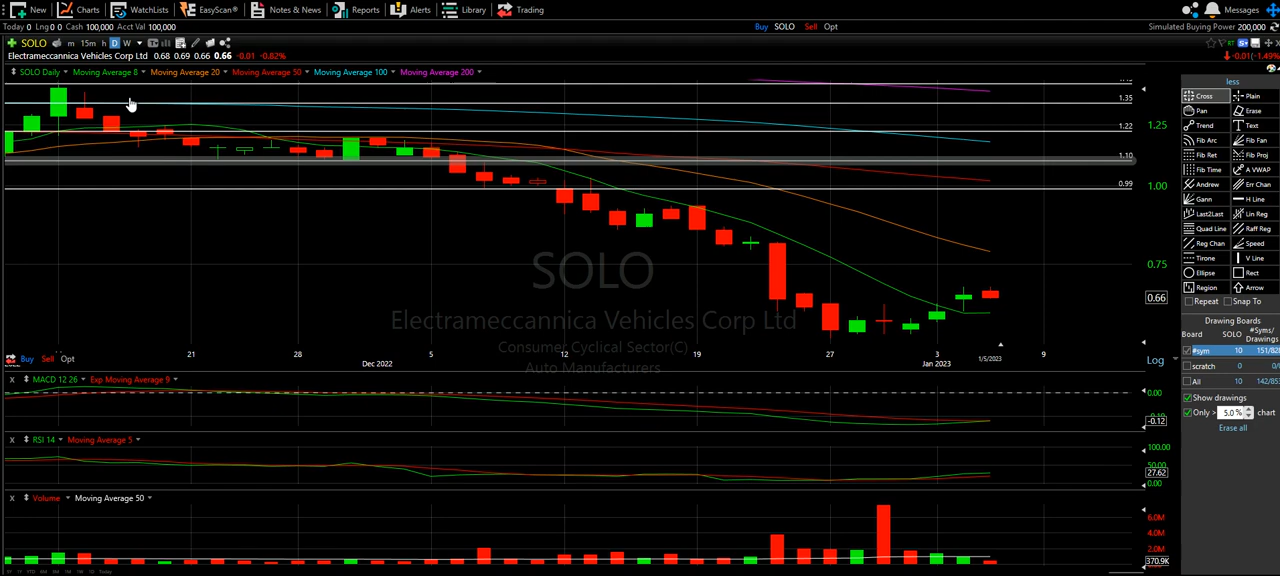 New Charts WatchLists EasyScan® Notes & News Reports Alerts Library Trading Messages
Today 0 Lng 0 0 Cash 100,000 Acct Val 100,000 Buy SOLO Sell Opt Simulated Buying Power 200,000
SOLO m 15m h D W
Electrameccanica Vehicles Corp Ltd 0.68 0.69 0.66 0.66 -0.01 -0.82% -0.01(-1.49%
SOLO Daily Moving Average 8 Moving Average 20 Moving Average 50 Moving Average 100 Moving Average 200
1.35
1.25
1.22
1.10
1.00
0.99
0.75
0.66
SOLO
Electrameccanica Vehicles Corp Ltd
Consumer Cyclical Sector(C)
Auto Manufacturers
Buy Sell Opt
21 28 5 12 19 27 3 9
Dec 2022 Jan 2023 1/5/2023
Log
X MACD 12 26 Exp Moving Average 9
0.00
-0.12
X RSI 14 Moving Average 5
100.00
50.00
27.62
0.00
X Volume Moving Average 50
6.0M
4.0M
2.0M
370.9K
less
Cross Plain
Pan Erase
Trend Text
Fib Arc Fib Fan
Fib Ret Fib Proj
Fib Time A VWAP
Andrew Err Chan
Gann H Line
Last2Last Lin Reg
Quad Line Raff Reg
Reg Chan Speed
Tirone V Line
Ellipse Rect
Region Arrow
Repeat Snap To
Drawing Boards
Board SOLO #Syms/
Drawings
#sym 10 151/828
scratch 0 0/0
All 10 142/853
Show drawings
Only > 5.0 % chart
Erase all